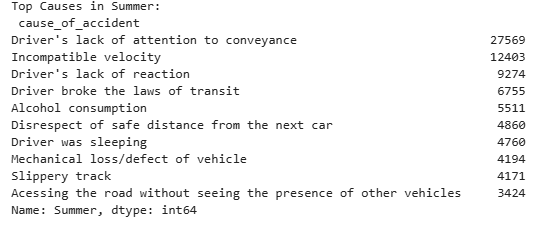 Top Causes in Summer:
cause_of_accident
Driver's lack of attention to conveyance 27569
Incompatible velocity 12403
Driver's lack of reaction 9274
Driver broke the laws of transit 6755
Alcohol consumption 5511
Disrespect of safe distance from the next car 4860
Driver was sleeping 4760
Mechanical loss/defect of vehicle 4194
Slippery track 4171
Acessing the road without seeing the presence of other vehicles 3424
Name: Summer, dtype: int64